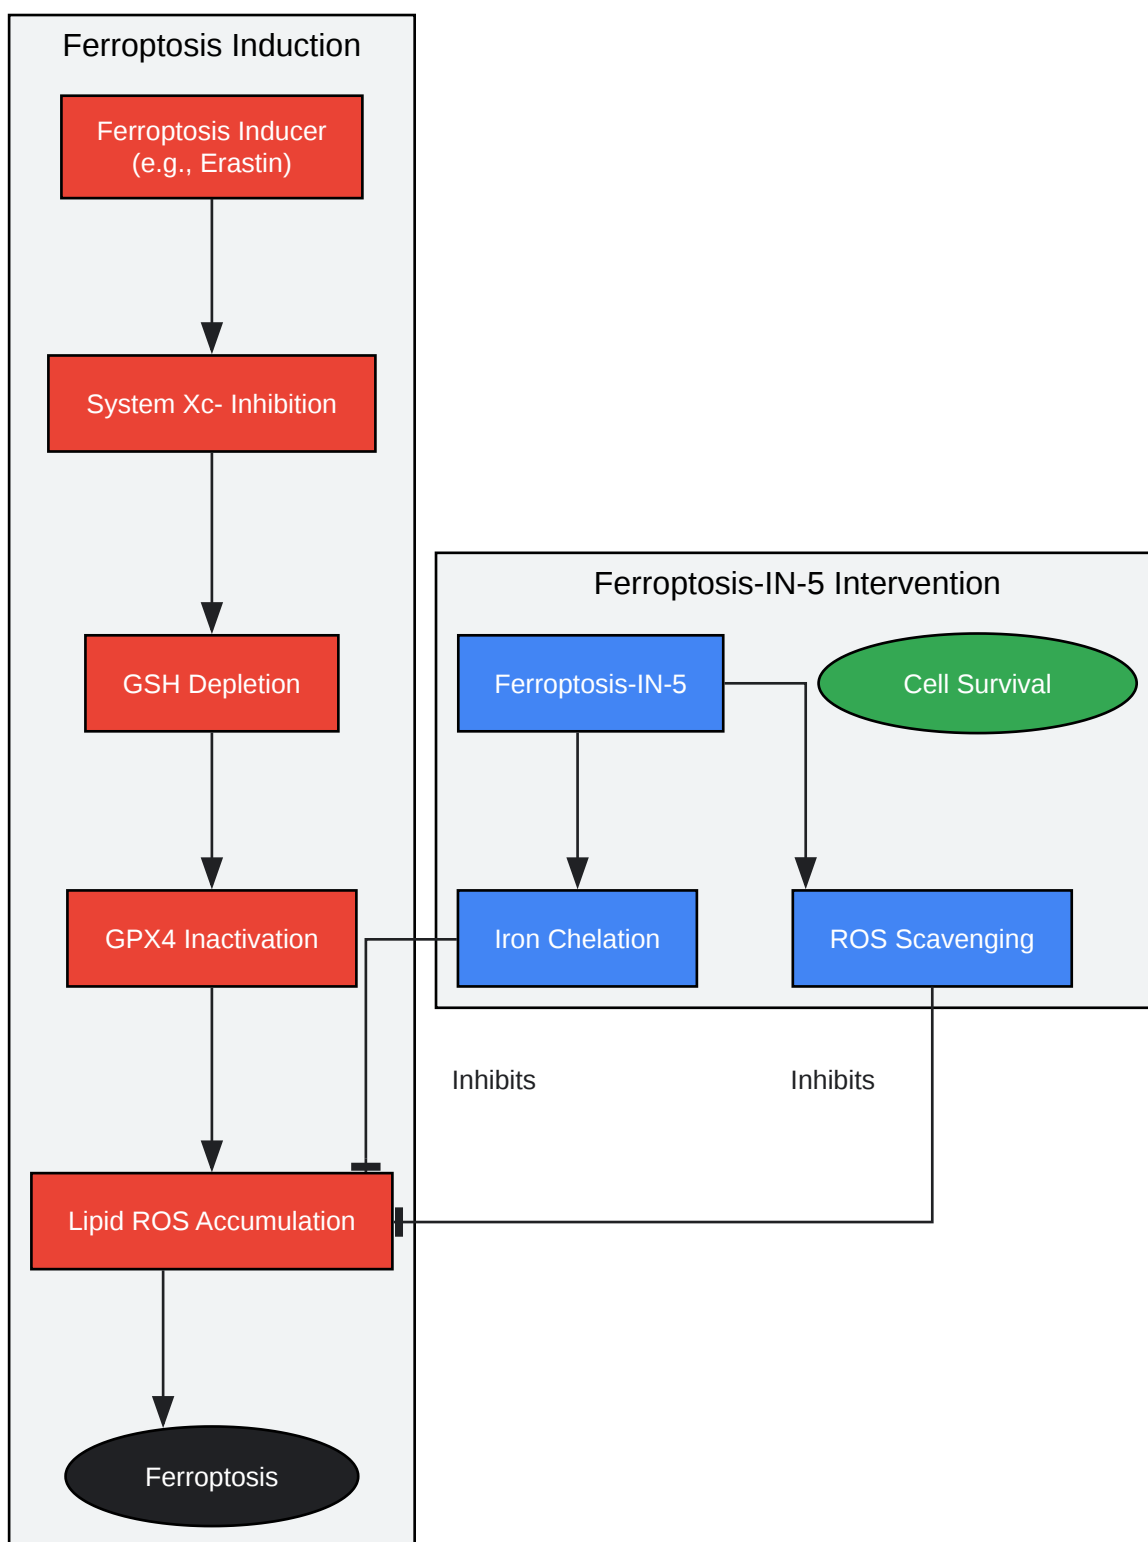 Ferroptosis Induction
Ferroptosis Inducer
(e.g., Erastin)
System Xc- Inhibition
GSH Depletion
GPX4 Inactivation
Lipid ROS Accumulation
Ferroptosis
Ferroptosis-IN-5 Intervention
Ferroptosis-IN-5
Cell Survival
Iron Chelation
ROS Scavenging
Inhibits
Inhibits